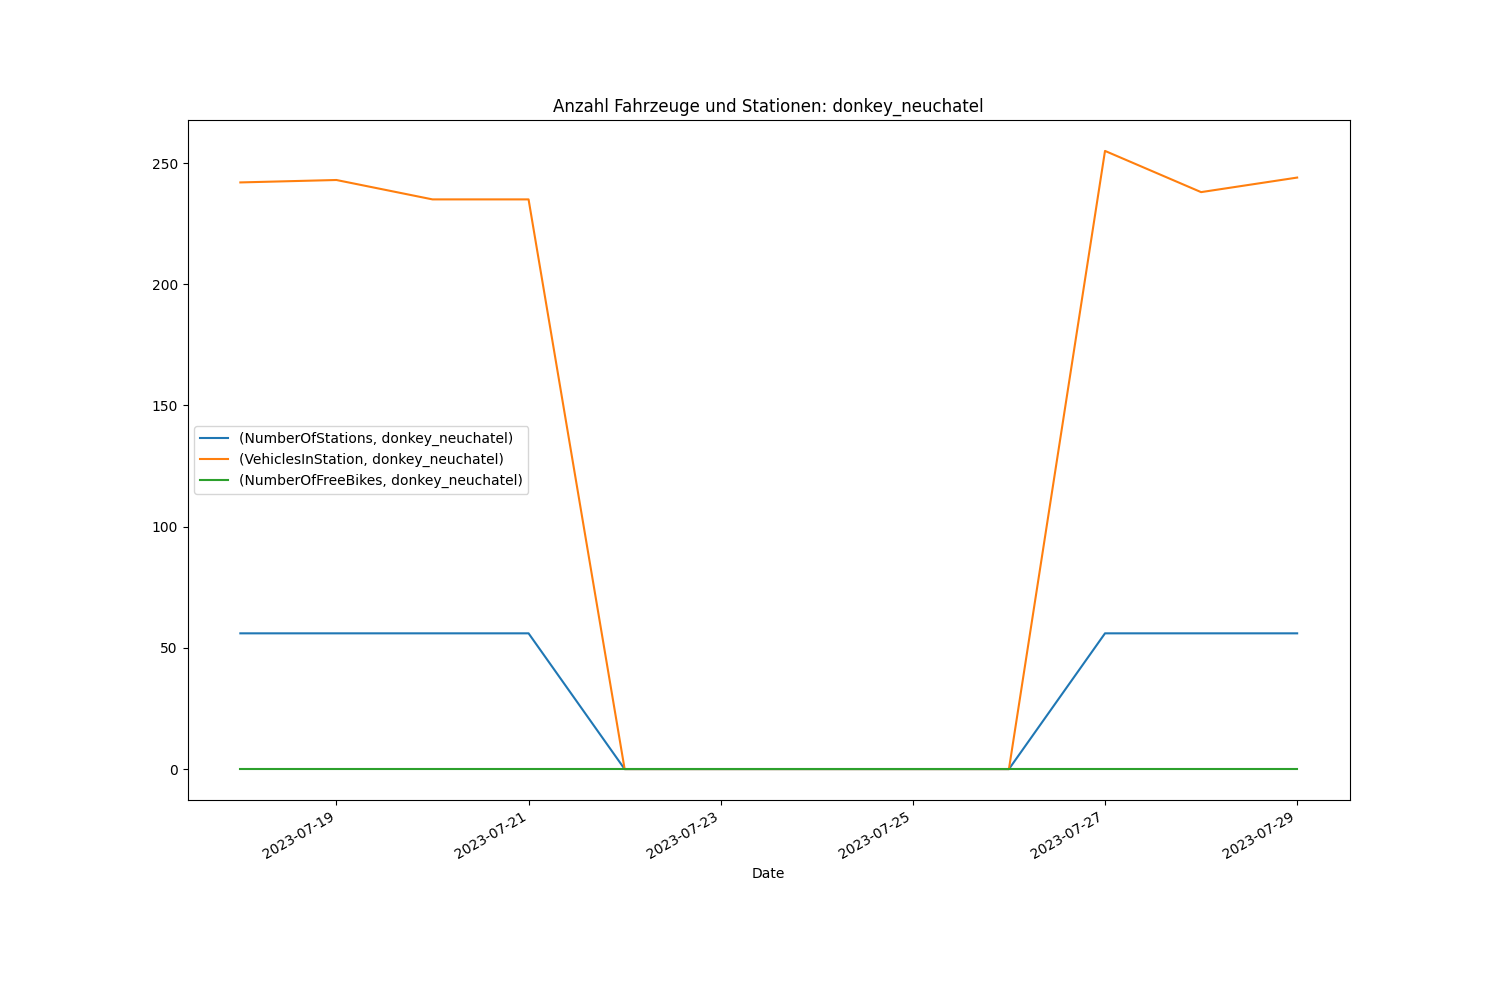 Anzahl Fahrzeuge und Stationen: donkey_neuchatel
250
200
150
100
50
0
(NumberOfStations, donkey_neuchatel)
(VehiclesInStation, donkey_neuchatel)
(NumberOfFreeBikes, donkey_neuchatel)
2023-07-19
2023-07-21
2023-07-23
2023-07-25
2023-07-27
2023-07-29
Date